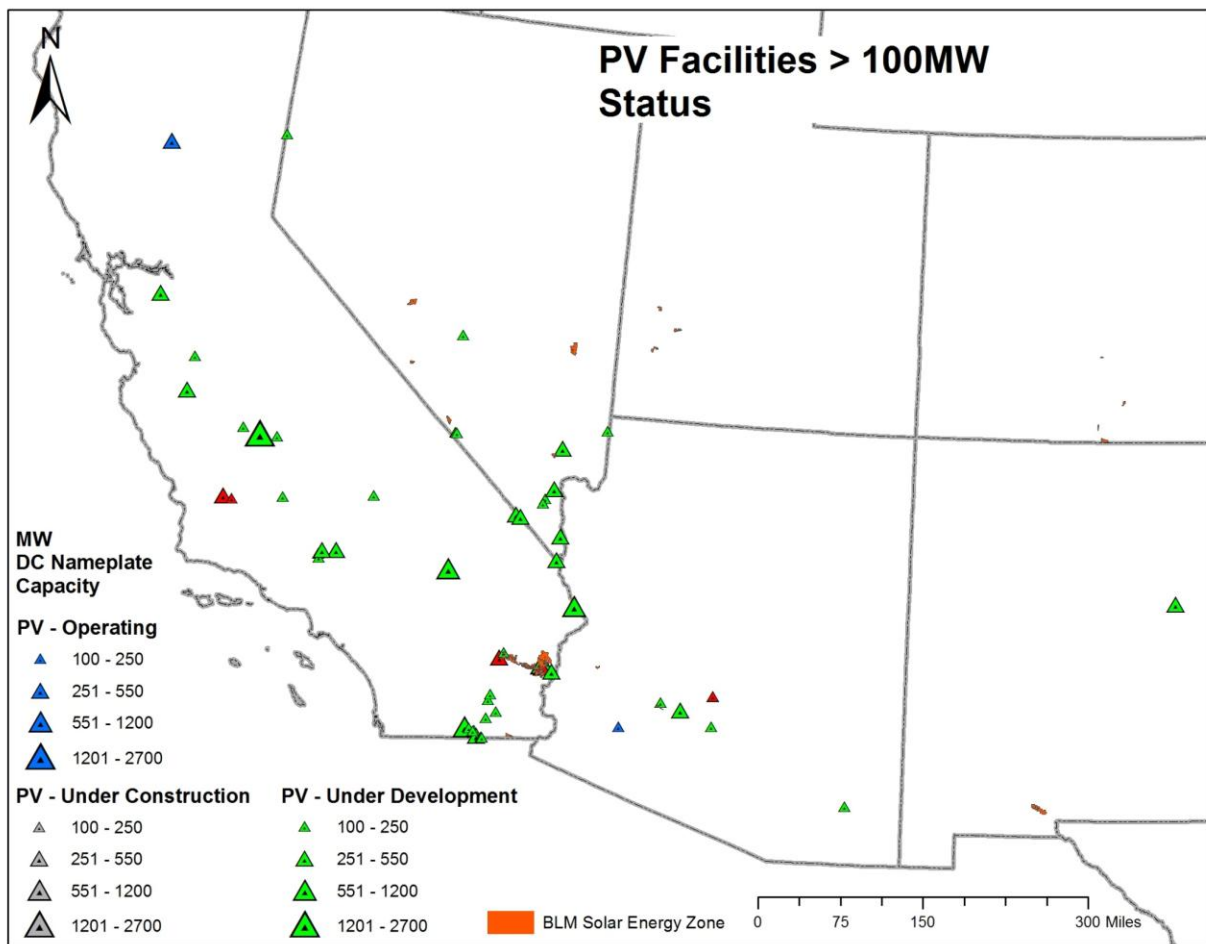 N
PV Facilities > 100MW
Status
MW
DC Nameplate
Capacity
PV - Operating
100 - 250
251 - 550
551 - 1200
1201 - 2700
PV - Under Construction
100 - 250
251 - 550
551 - 1200
1201 - 2700
PV - Under Development
100 - 250
251 - 550
551 - 1200
1201 - 2700
BLM Solar Energy Zone
0 75 150 300 Miles